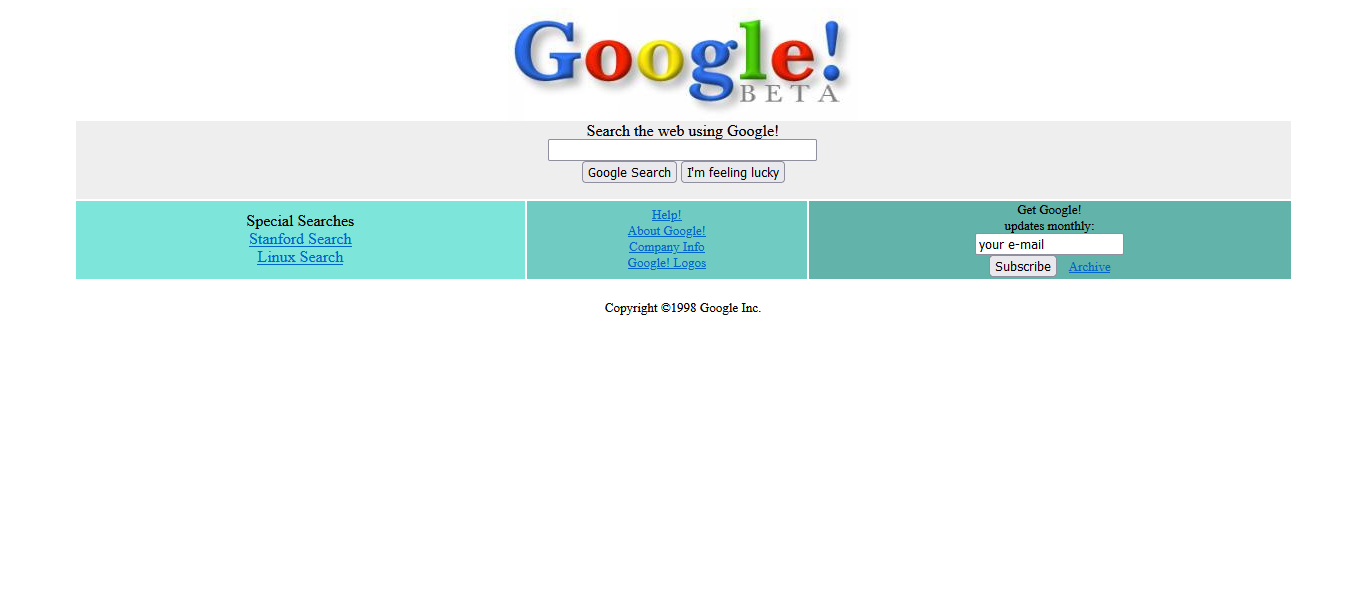 Google!
BETA
Search the web using Google!
Google Search I'm feeling lucky
Special Searches
Stanford Search
Linux Search
Help!
About Google!
Company Info
Google! Logos
Get Google!
updates monthly:
your e-mail
Subscribe Archive
Copyright ©1998 Google Inc.